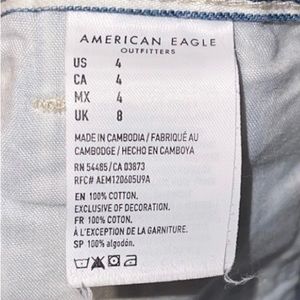 AMERICAN EAGLE
OUTFITTERS
US 4
CA 4
MX 4
UK 8
MADE IN CAMBODIA / FABRIQUÉ AU
CAMBODGE / HECHO EN CAMBOYA
RN 54485 / CA 03873
RFC# AEM120605U9A
EN 100% COTTON.
EXCLUSIVE OF DECORATION.
FR 100% COTON.
À L'EXCEPTION DE LA GARNITURE.
SP 100% algodón.